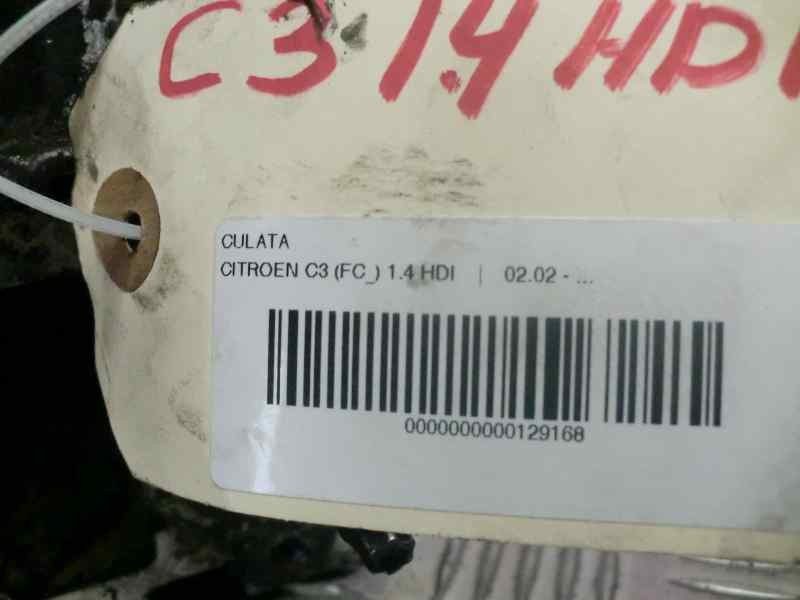 C3 1.4 HDI
CULATA
CITROEN C3 (FC_) 1.4 HDI | 02.02 - ...
0000000000129168